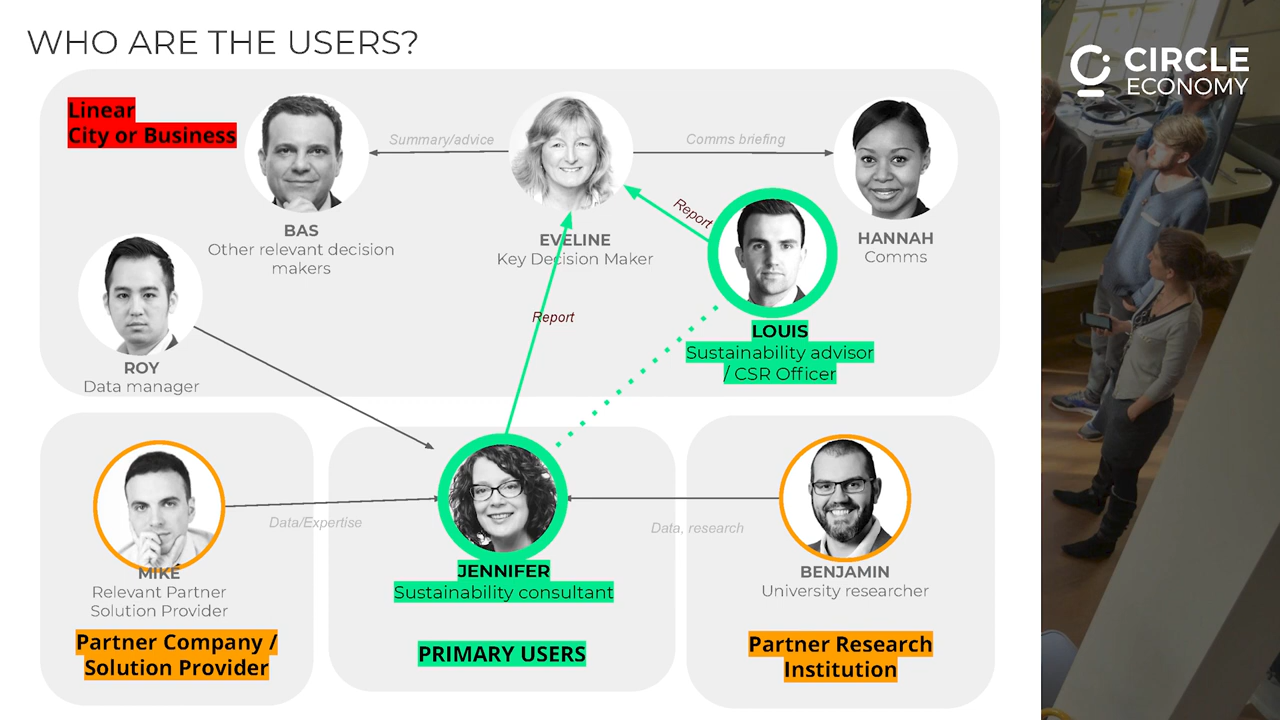 WHO ARE THE USERS?
CIRCLE
ECONOMY
Linear
City or Business
Summary/advice
Comms briefing
Report
BAS
Other relevant decision
makers
EVELINE
Key Decision Maker
HANNAH
Comms
Report
LOUIS
Sustainability advisor
/ CSR Officer
ROY
Data manager
Data/Expertise
Data, research
MIKE
Relevant Partner
Solution Provider
JENNIFER
Sustainability consultant
BENJAMIN
University researcher
Partner Company /
Solution Provider
PRIMARY USERS
Partner Research
Institution